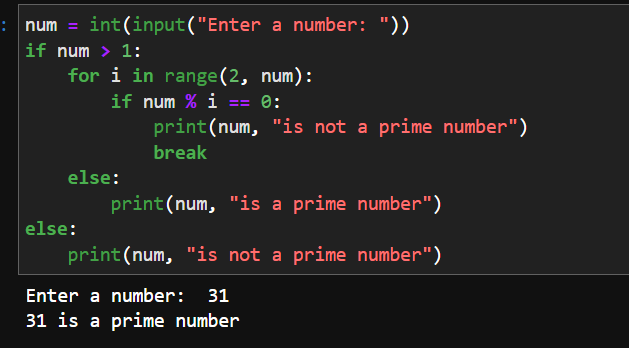 : num = int(input("Enter a number: "))
if num > 1:
    for i in range(2, num):
        if num % i == 0:
            print(num, "is not a prime number")
            break
    else:
        print(num, "is a prime number")
else:
    print(num, "is not a prime number")
Enter a number:  31
31 is a prime number